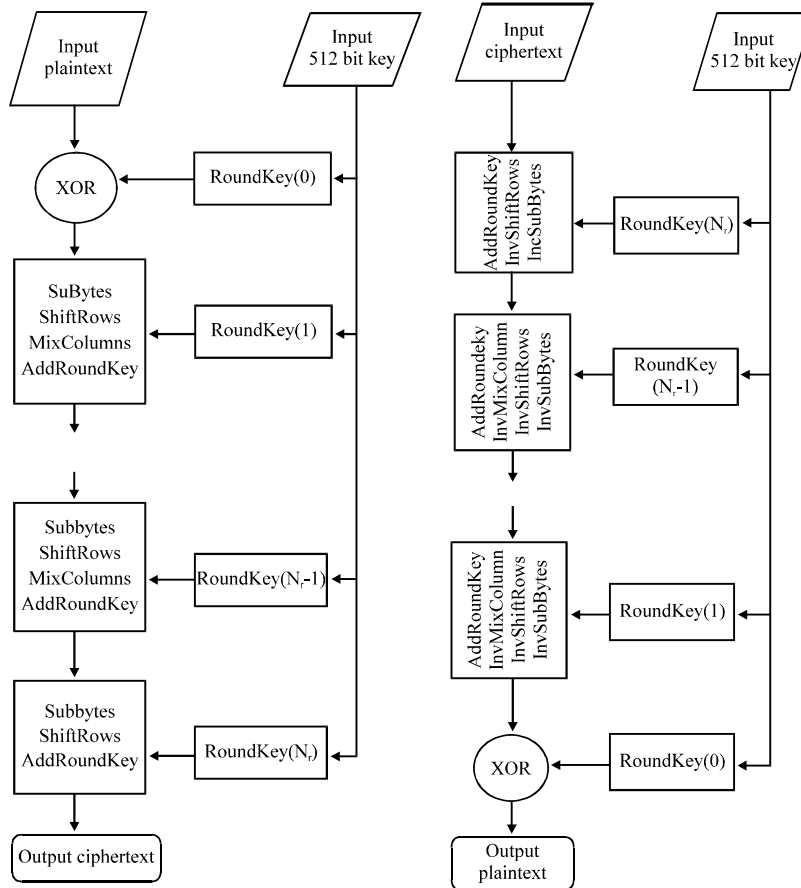 Input
plaintext
Input
512 bit key
XOR
RoundKey(0)
SuBytes
ShiftRows
MixColumns
AddRoundKey
RoundKey(1)
Subbytes
ShiftRows
MixColumns
AddRoundKey
RoundKey(Nr-1)
Subbytes
ShiftRows
AddRoundKey
RoundKey(Nr)
Output ciphertext
Input
ciphertext
Input
512 bit key
AddRoundKey
InvShiftRows
IncSubBytes
RoundKey(Nr)
AddRoundeky
InvMixColumn
InvShiftRows
InvSubBytes
RoundKey
(Nr-1)
AddRoundKey
InvMixColumn
InvShiftRows
InvSubBytes
RoundKey(1)
XOR
RoundKey(0)
Output
plaintext